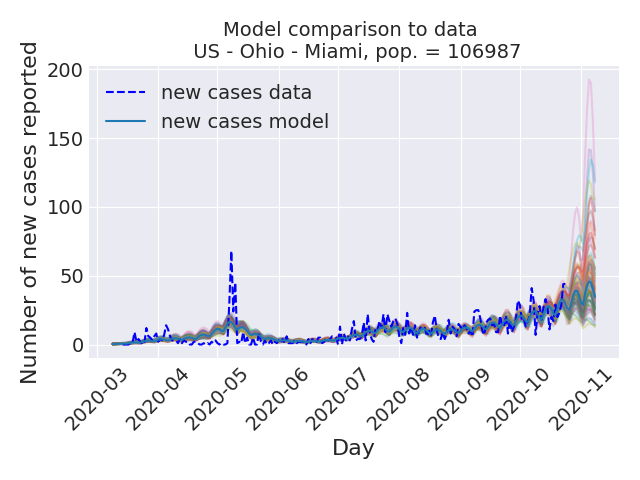 Model comparison to data
US - Ohio - Miami, pop. = 106987
Number of new cases reported
200
150
100
50
0
new cases data
new cases model
2020-03
2020-04
2020-05
2020-06
2020-07
2020-08
2020-09
2020-10
2020-11
Day